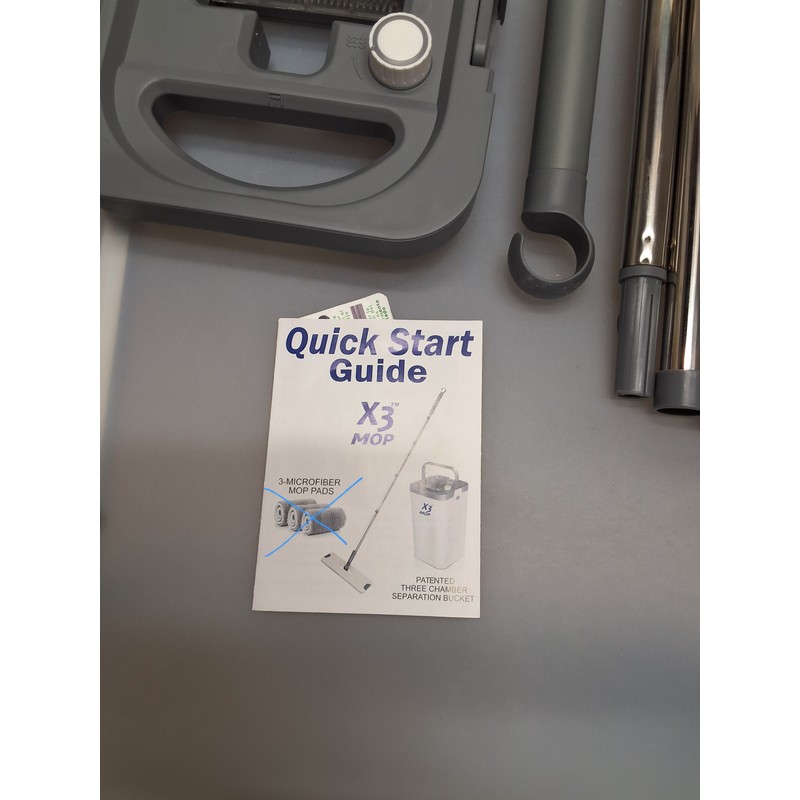 Quick Start
Guide
X3™
MOP
3-MICROFIBER
MOP PADS
X3
MOP
PATENTED
THREE CHAMBER
SEPARATION BUCKET